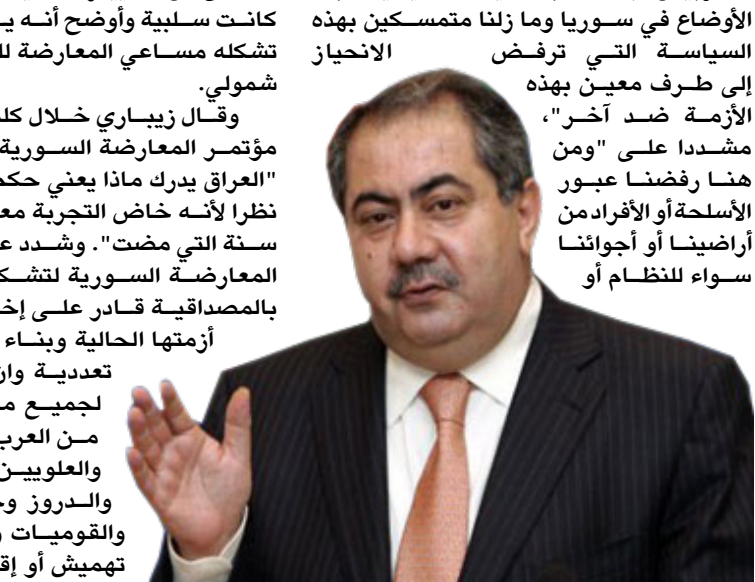 الأوضاع في سوريا وما زلنا متمسكين بهذه
السياسة التي ترفض الانحياز
إلى طرف معين بهذه
الأزمة ضد آخر"،
مشددا على "ومن
هنا رفضنا عبور
الأسلحة أو الأفراد من
أراضينا أو أجوائنا
سواء للنظام أو
كانت سلبية وأوضح أنه
تشكله مساعي المعارضة
شمولي.
وقال زيباري خلال
مؤتمر المعارضة السورية
"العراق يدرك ماذا يعني
نظرا لأنه خاض التجربة
سنة التي مضت". وشدد
المعارضة السورية
بالمصداقية قادر على
أزمتها الحالية وبناء
تعددية
لجميع
من العرب
والعلويين
والدروز
والقوميات
تهميش أو